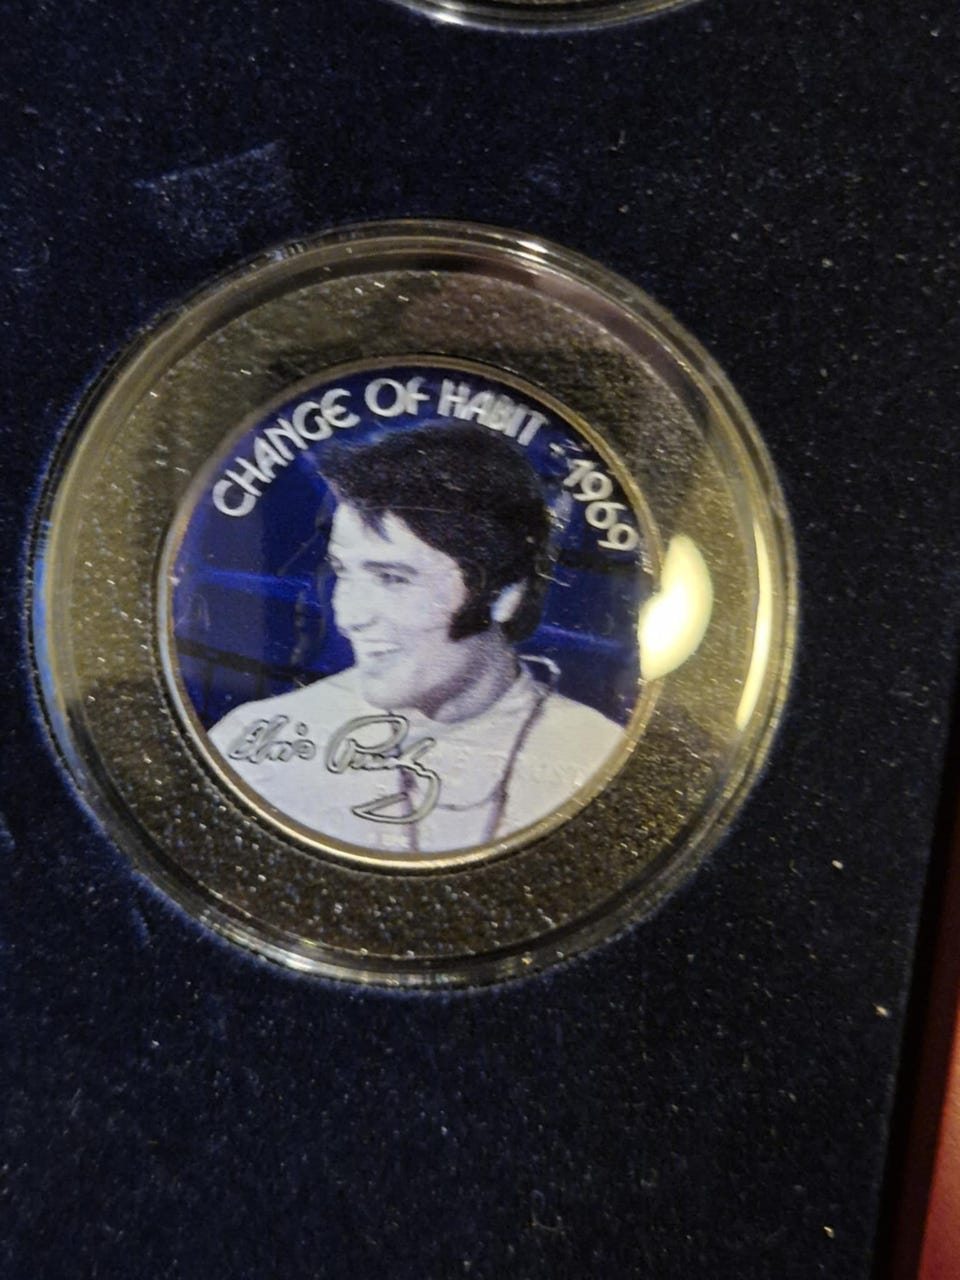 CHANGE OF HABIT - 1969
Elvis Presley